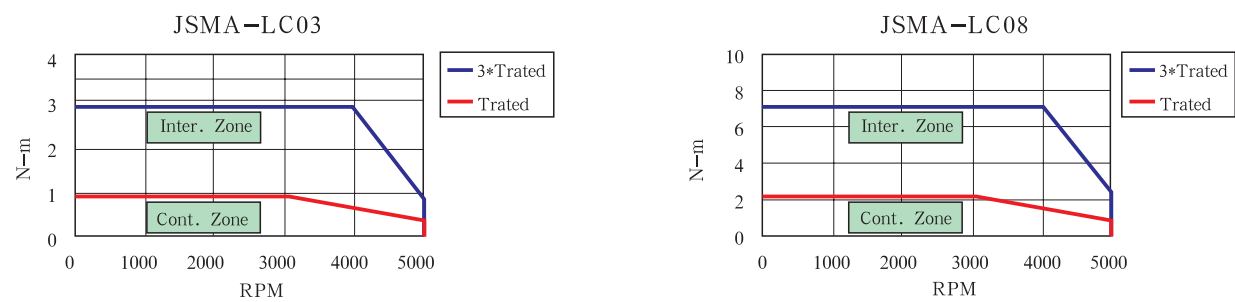 JSMA-LC03
4
3
2
1
0
N-m
Inter. Zone
Cont. Zone
0 1000 2000 3000 4000 5000
RPM
3*Trated
Trated
JSMA-LC08
10
8
6
4
2
0
N-m
Inter. Zone
Cont. Zone
0 1000 2000 3000 4000 5000
RPM
3*Trated
Trated